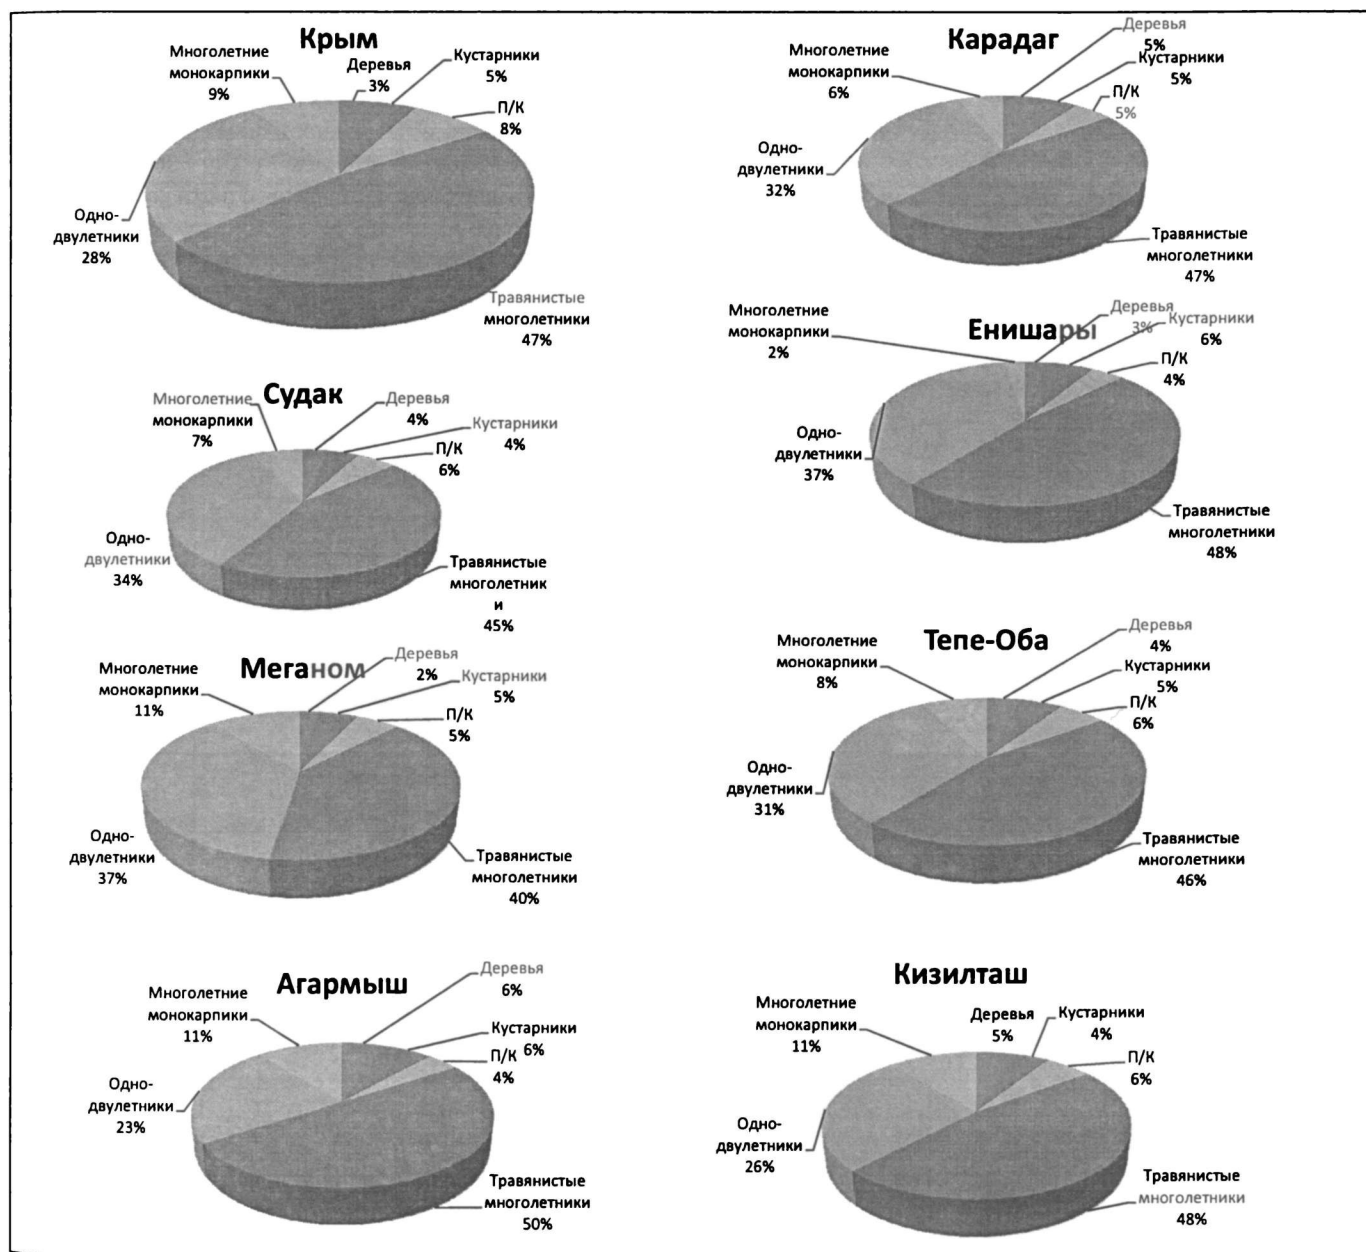 Крым
Многолетние
монокарпики
9%
Деревья
3%
Кустарники
5%
П/К
8%
Одно-
двулетники
28%
Травянистые
многолетники
47%
Карадаг
Многолетние
монокарпики
6%
Деревья
5%
Кустарники
5%
П/К
5%
Одно-
двулетники
32%
Травянистые
многолетники
47%
Судак
Многолетние
монокарпики
7%
Деревья
4%
Кустарники
4%
П/К
6%
Одно-
двулетники
34%
Травянистые
многолетник
и
45%
Енишары
Многолетние
монокарпики
2%
Деревья
3%
Кустарники
6%
П/К
4%
Одно-
двулетники
37%
Травянистые
многолетники
48%
Меганом
Многолетние
монокарпики
11%
Деревья
2%
Кустарники
5%
П/К
5%
Одно-
двулетники
37%
Травянистые
многолетники
40%
Тепе-Оба
Многолетние
монокарпики
8%
Деревья
4%
Кустарники
5%
П/К
6%
Одно-
двулетники
31%
Травянистые
многолетники
46%
Агармыш
Многолетние
монокарпики
11%
Деревья
6%
Кустарники
6%
П/К
4%
Одно-
двулетники
23%
Травянистые
многолетники
50%
Кизилташ
Многолетние
монокарпики
11%
Деревья
5%
Кустарники
4%
П/К
6%
Одно-
двулетники
26%
Травянистые
многолетники
48%